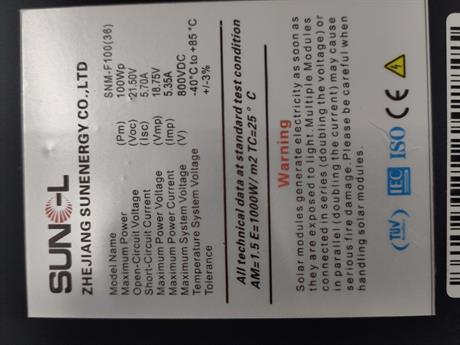 SUNOL
ZHEJIANG SUNENERGY CO.,LTD
Model Name SNM-F100(36)
Maximum Power (Pm) 100Wp
Open-Circuit Voltage (Voc) 21.50V
Short-Circuit Current (Isc) 5.70A
Maximum Power Voltage (Vmp) 18.75V
Maximum Power Current (Imp) 5.35A
Maximum System Voltage (V) 800VDC
Temperature System Voltage -40°C to +85 °C
Tolerance +/-3%
All technical data at standard test condition
AM=1.5 E=1000W/ m2 TC=25 ° C
Warning
Solar modules generate electricity as soon as
they are exposed to light. Multiple Modules
connected in series (doubling the voltage) or
in parallel (doubling the current) may cause
serious fire damage. Please be careful when
handling solar modules.
TUV IEC ISO CE